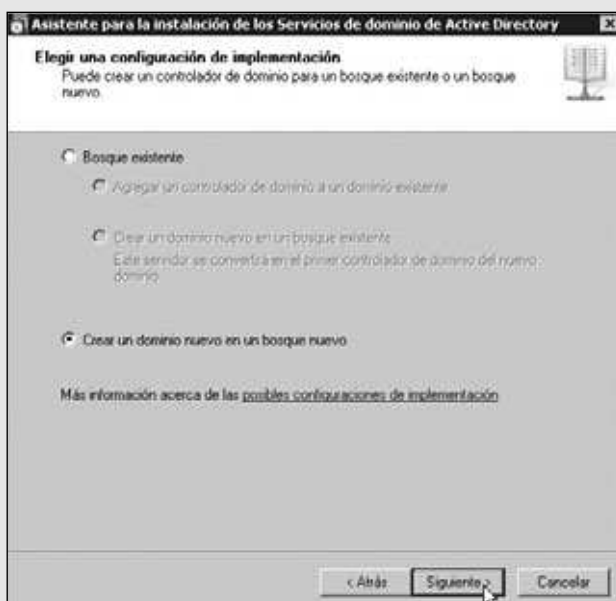 Asistente para la instalación de los Servicios de dominio de Active Directory
Elegir una configuración de implementación
Puede crear un controlador de dominio para un bosque existente o un bosque
nuevo.
Bosque existente
Agregar un controlador de dominio a un dominio existente
Crear un dominio nuevo en un bosque existente
Este servidor se convertirá en el primer controlador de dominio del nuevo
dominio.
Crear un dominio nuevo en un bosque nuevo
Más información acerca de las posibles configuraciones de implementación
< Atrás Siguiente > Cancelar